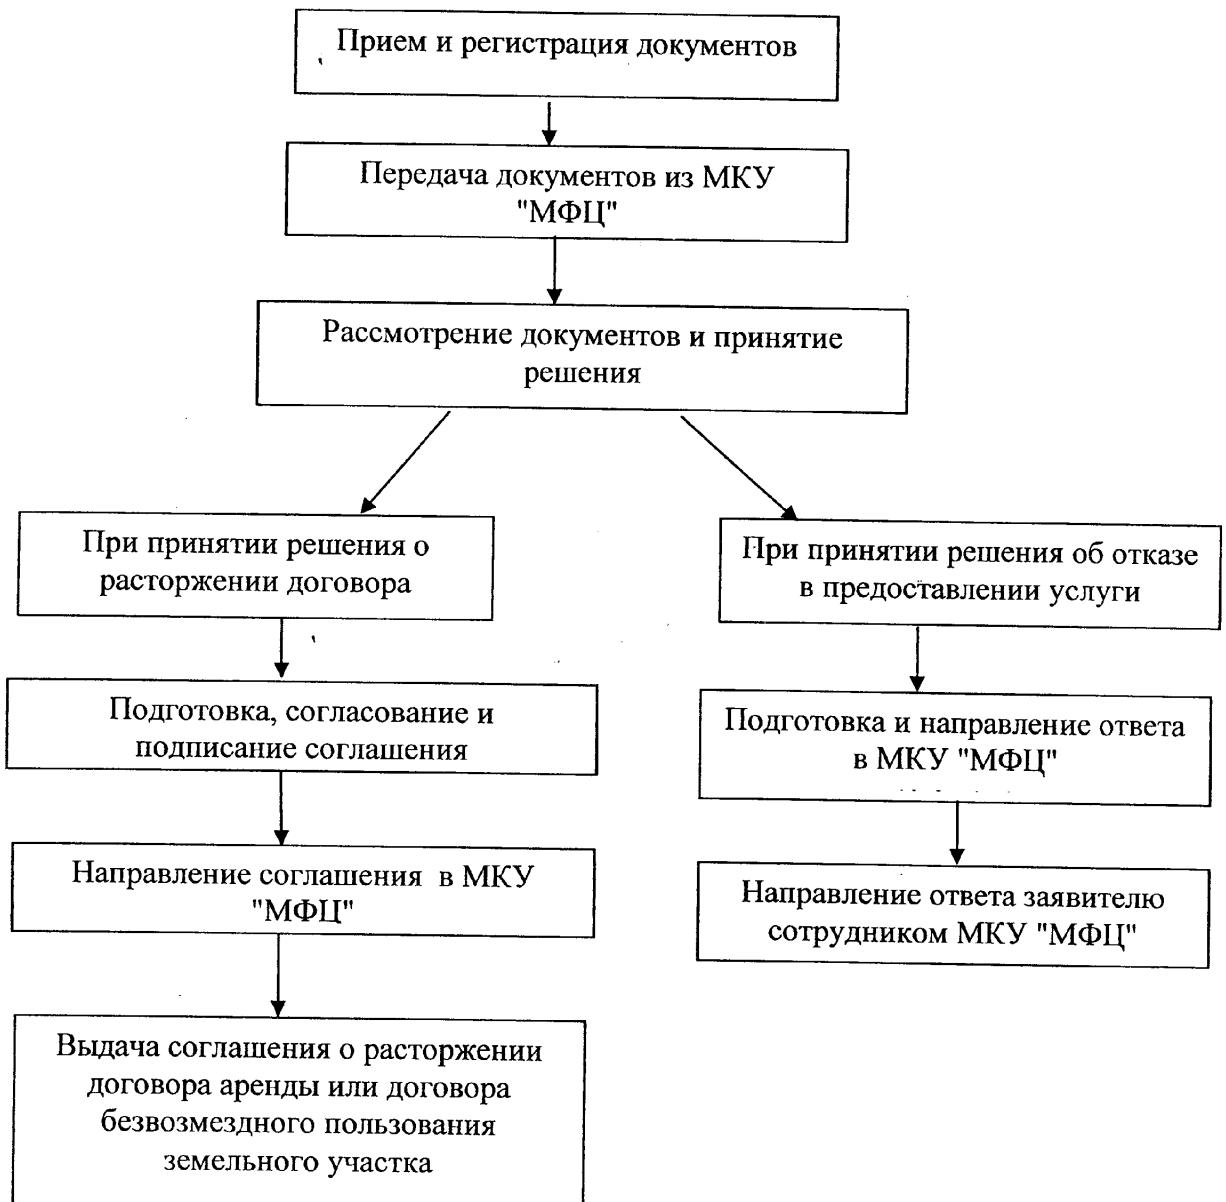 Прием и регистрация документов
Передача документов из МКУ
"МФЦ"
Рассмотрение документов и принятие
решения
При принятии решения о
расторжении договора
Подготовка, согласование и
подписание соглашения
Направление соглашения в МКУ
"МФЦ"
Выдача соглашения о расторжении
договора аренды или договора
безвозмездного пользования
земельного участка
При принятии решения об отказе
в предоставлении услуги
Подготовка и направление ответа
в МКУ "МФЦ"
Направление ответа заявителю
сотрудником МКУ "МФЦ"